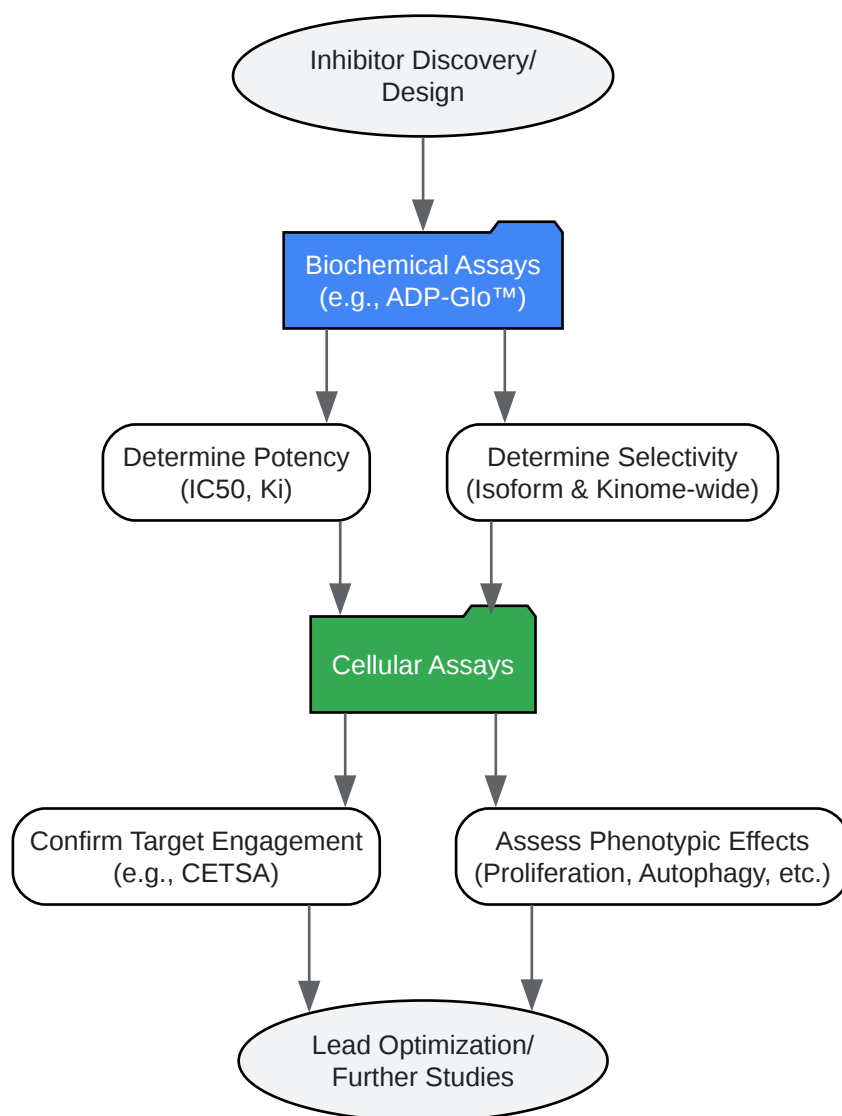 Inhibitor Discovery/
Design
Biochemical Assays
(e.g., ADP-Glo™)
Determine Potency
(IC50, Ki)
Determine Selectivity
(Isoform & Kinome-wide)
Cellular Assays
Confirm Target Engagement
(e.g., CETSA)
Assess Phenotypic Effects
(Proliferation, Autophagy, etc.)
Lead Optimization/
Further Studies